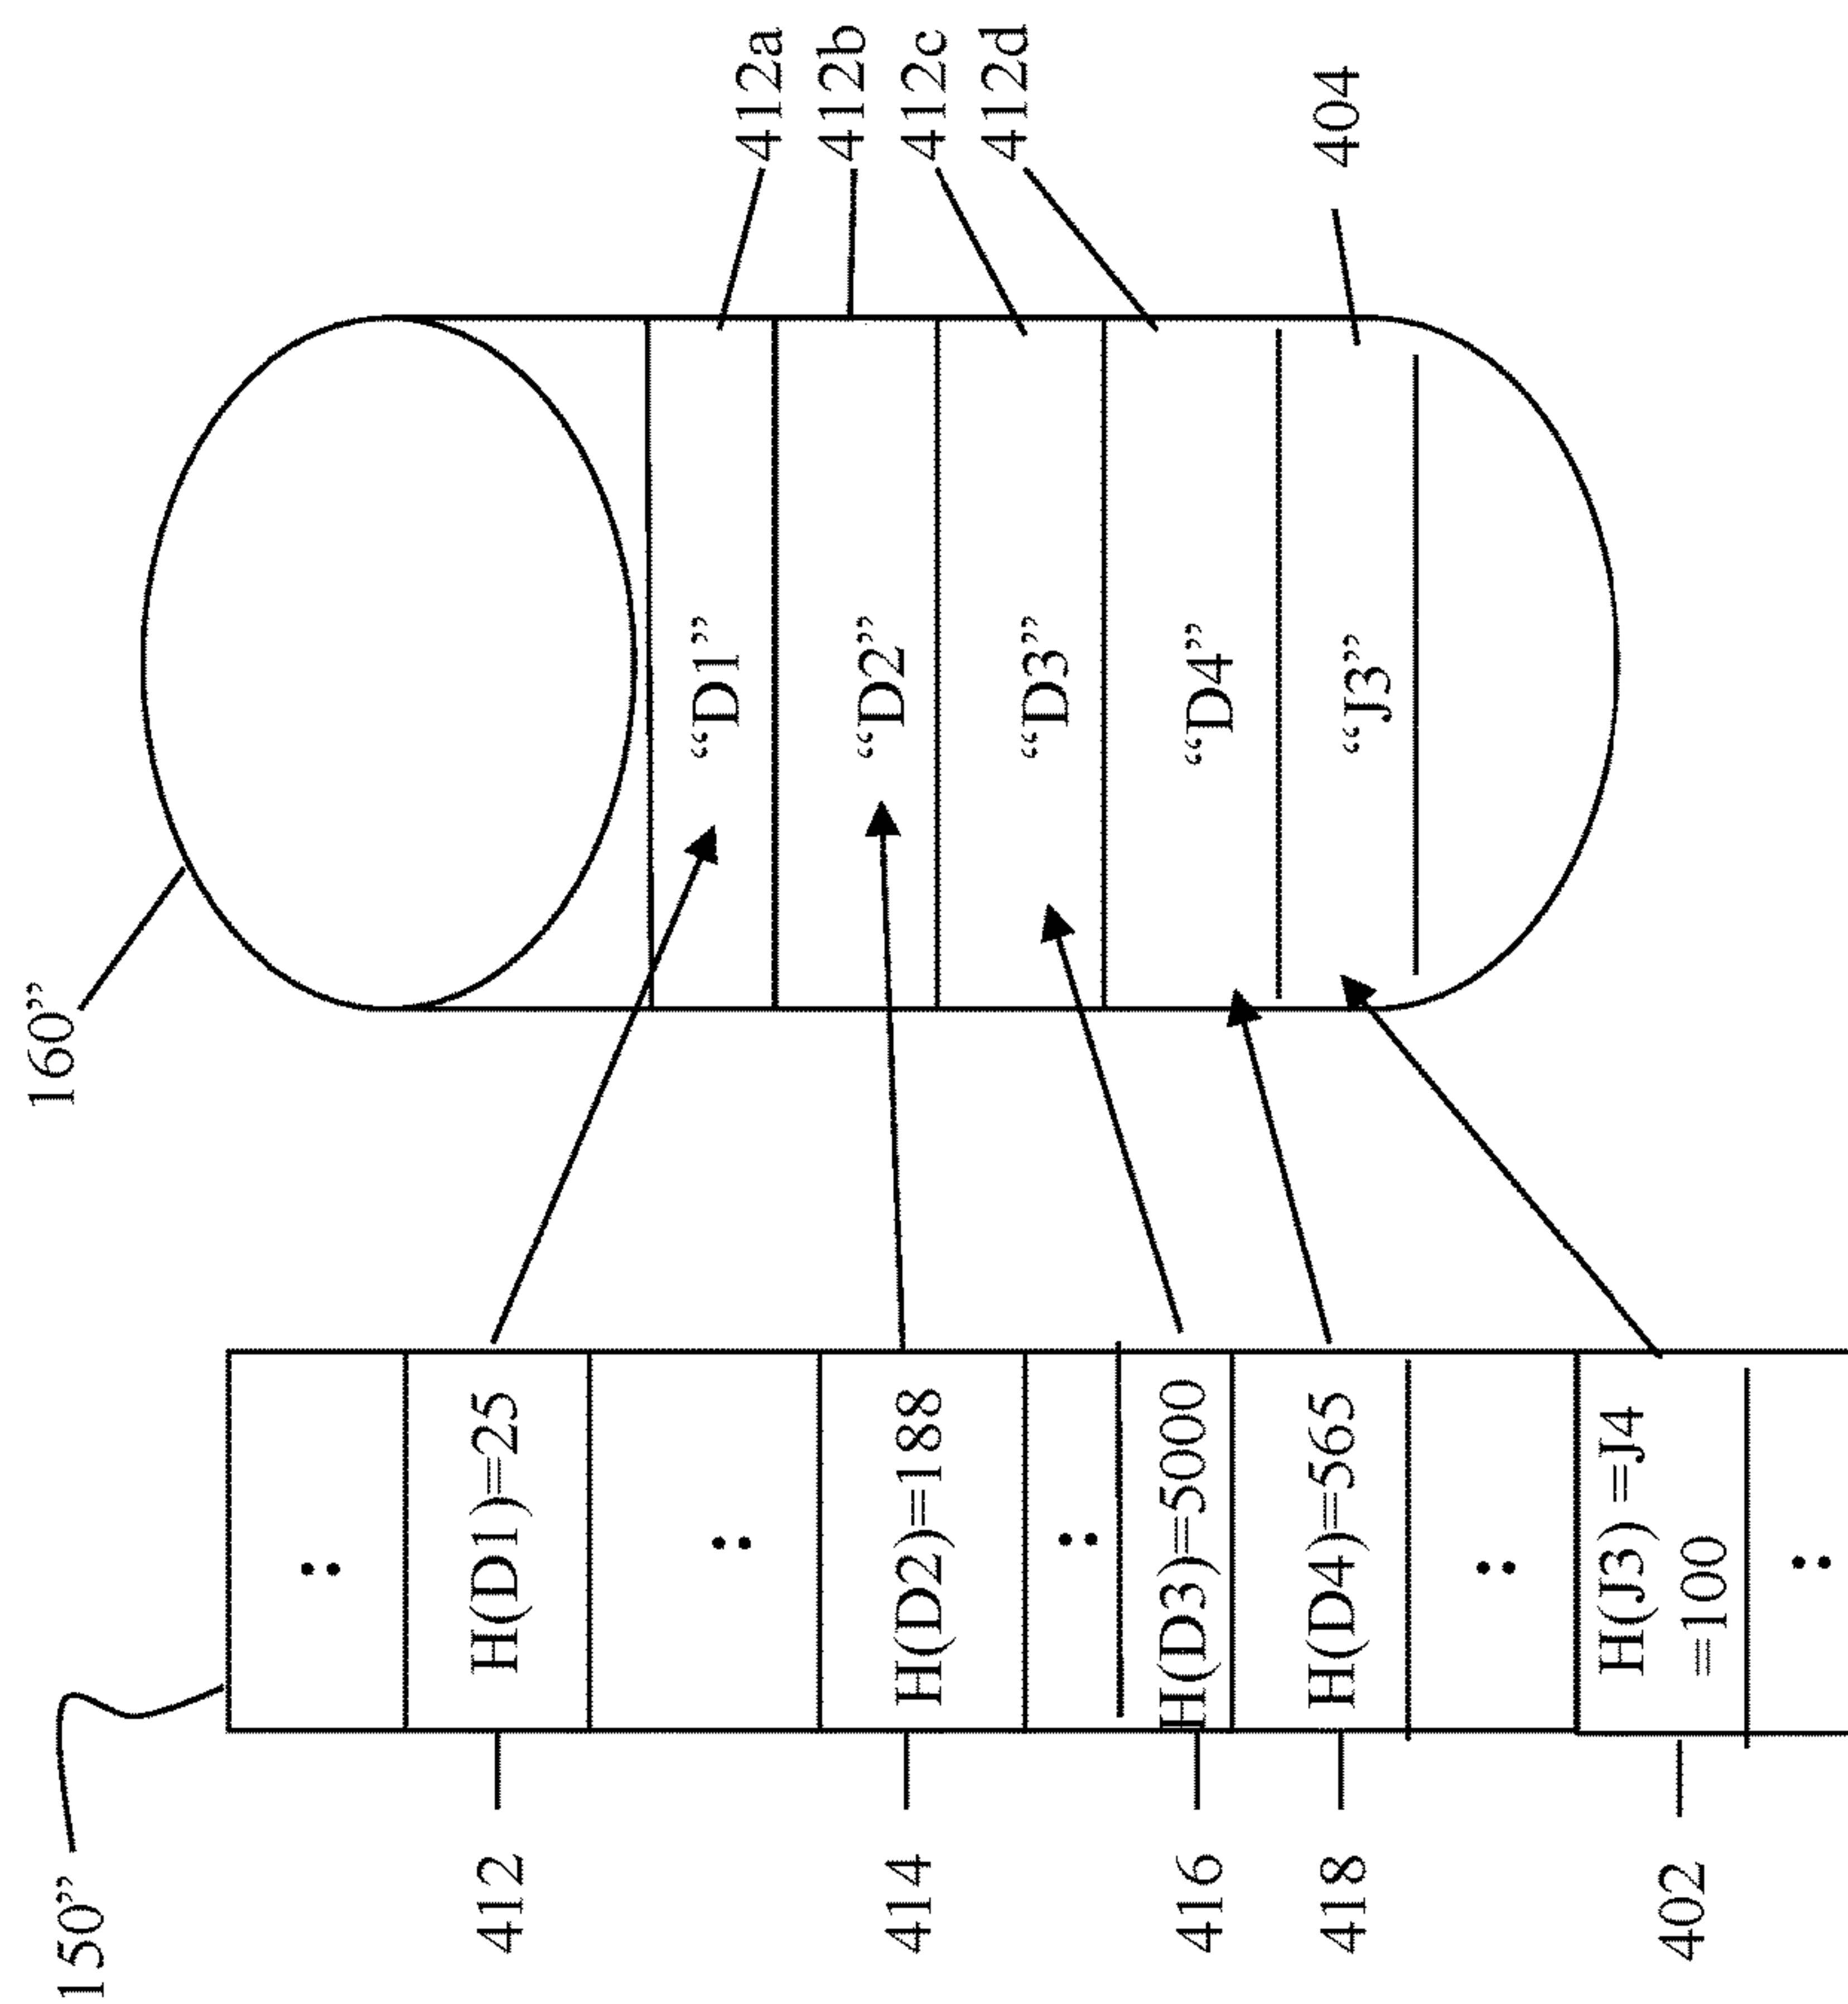 150”
160”
412
H(D1)=25
“D1”
412a
:
414
H(D2)=188
“D2”
412b
:
416
H(D3)=5000
“D3”
412c
418
H(D4)=565
“D4”
412d
:
402
H(J3) =J4
=100
“J3”
404
: